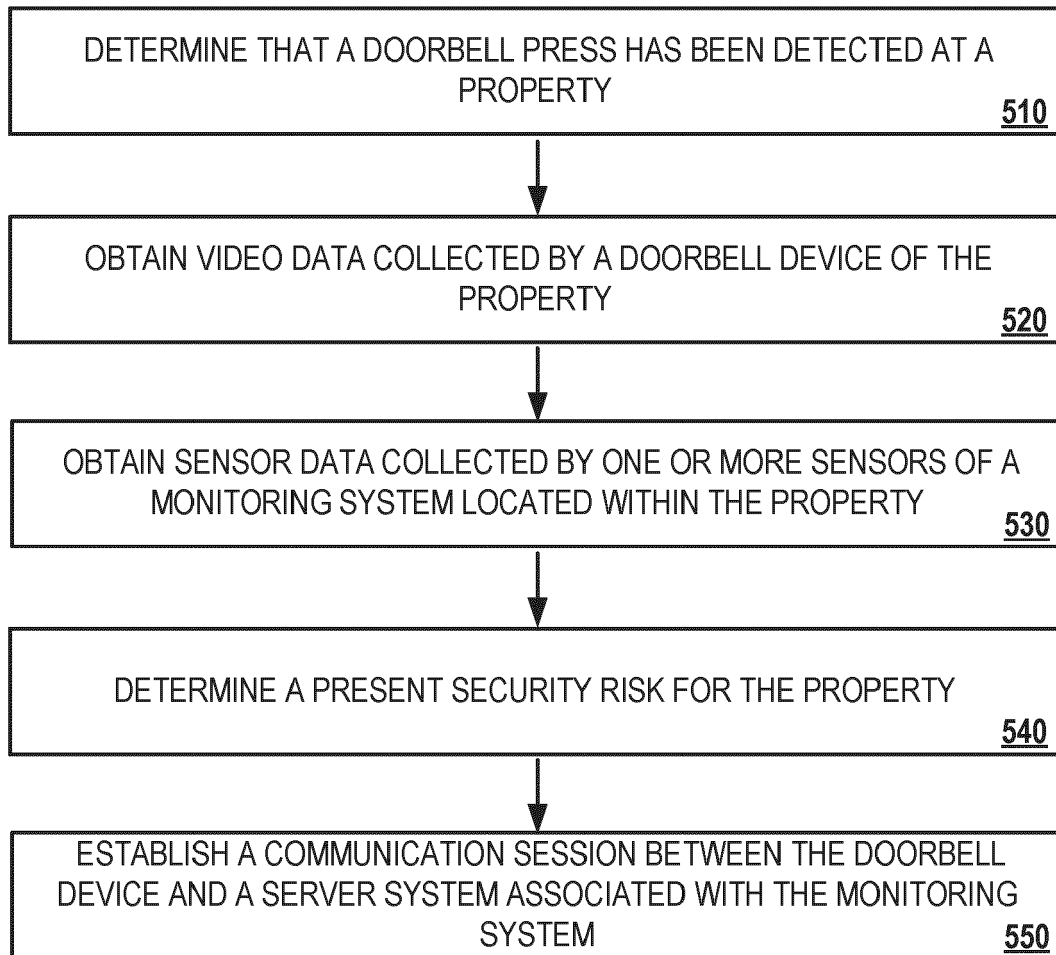 DETERMINE THAT A DOORBELL PRESS HAS BEEN DETECTED AT A
PROPERTY
510
OBTAIN VIDEO DATA COLLECTED BY A DOORBELL DEVICE OF THE
PROPERTY
520
OBTAIN SENSOR DATA COLLECTED BY ONE OR MORE SENSORS OF A
MONITORING SYSTEM LOCATED WITHIN THE PROPERTY
530
DETERMINE A PRESENT SECURITY RISK FOR THE PROPERTY
540
ESTABLISH A COMMUNICATION SESSION BETWEEN THE DOORBELL
DEVICE AND A SERVER SYSTEM ASSOCIATED WITH THE MONITORING
SYSTEM
550